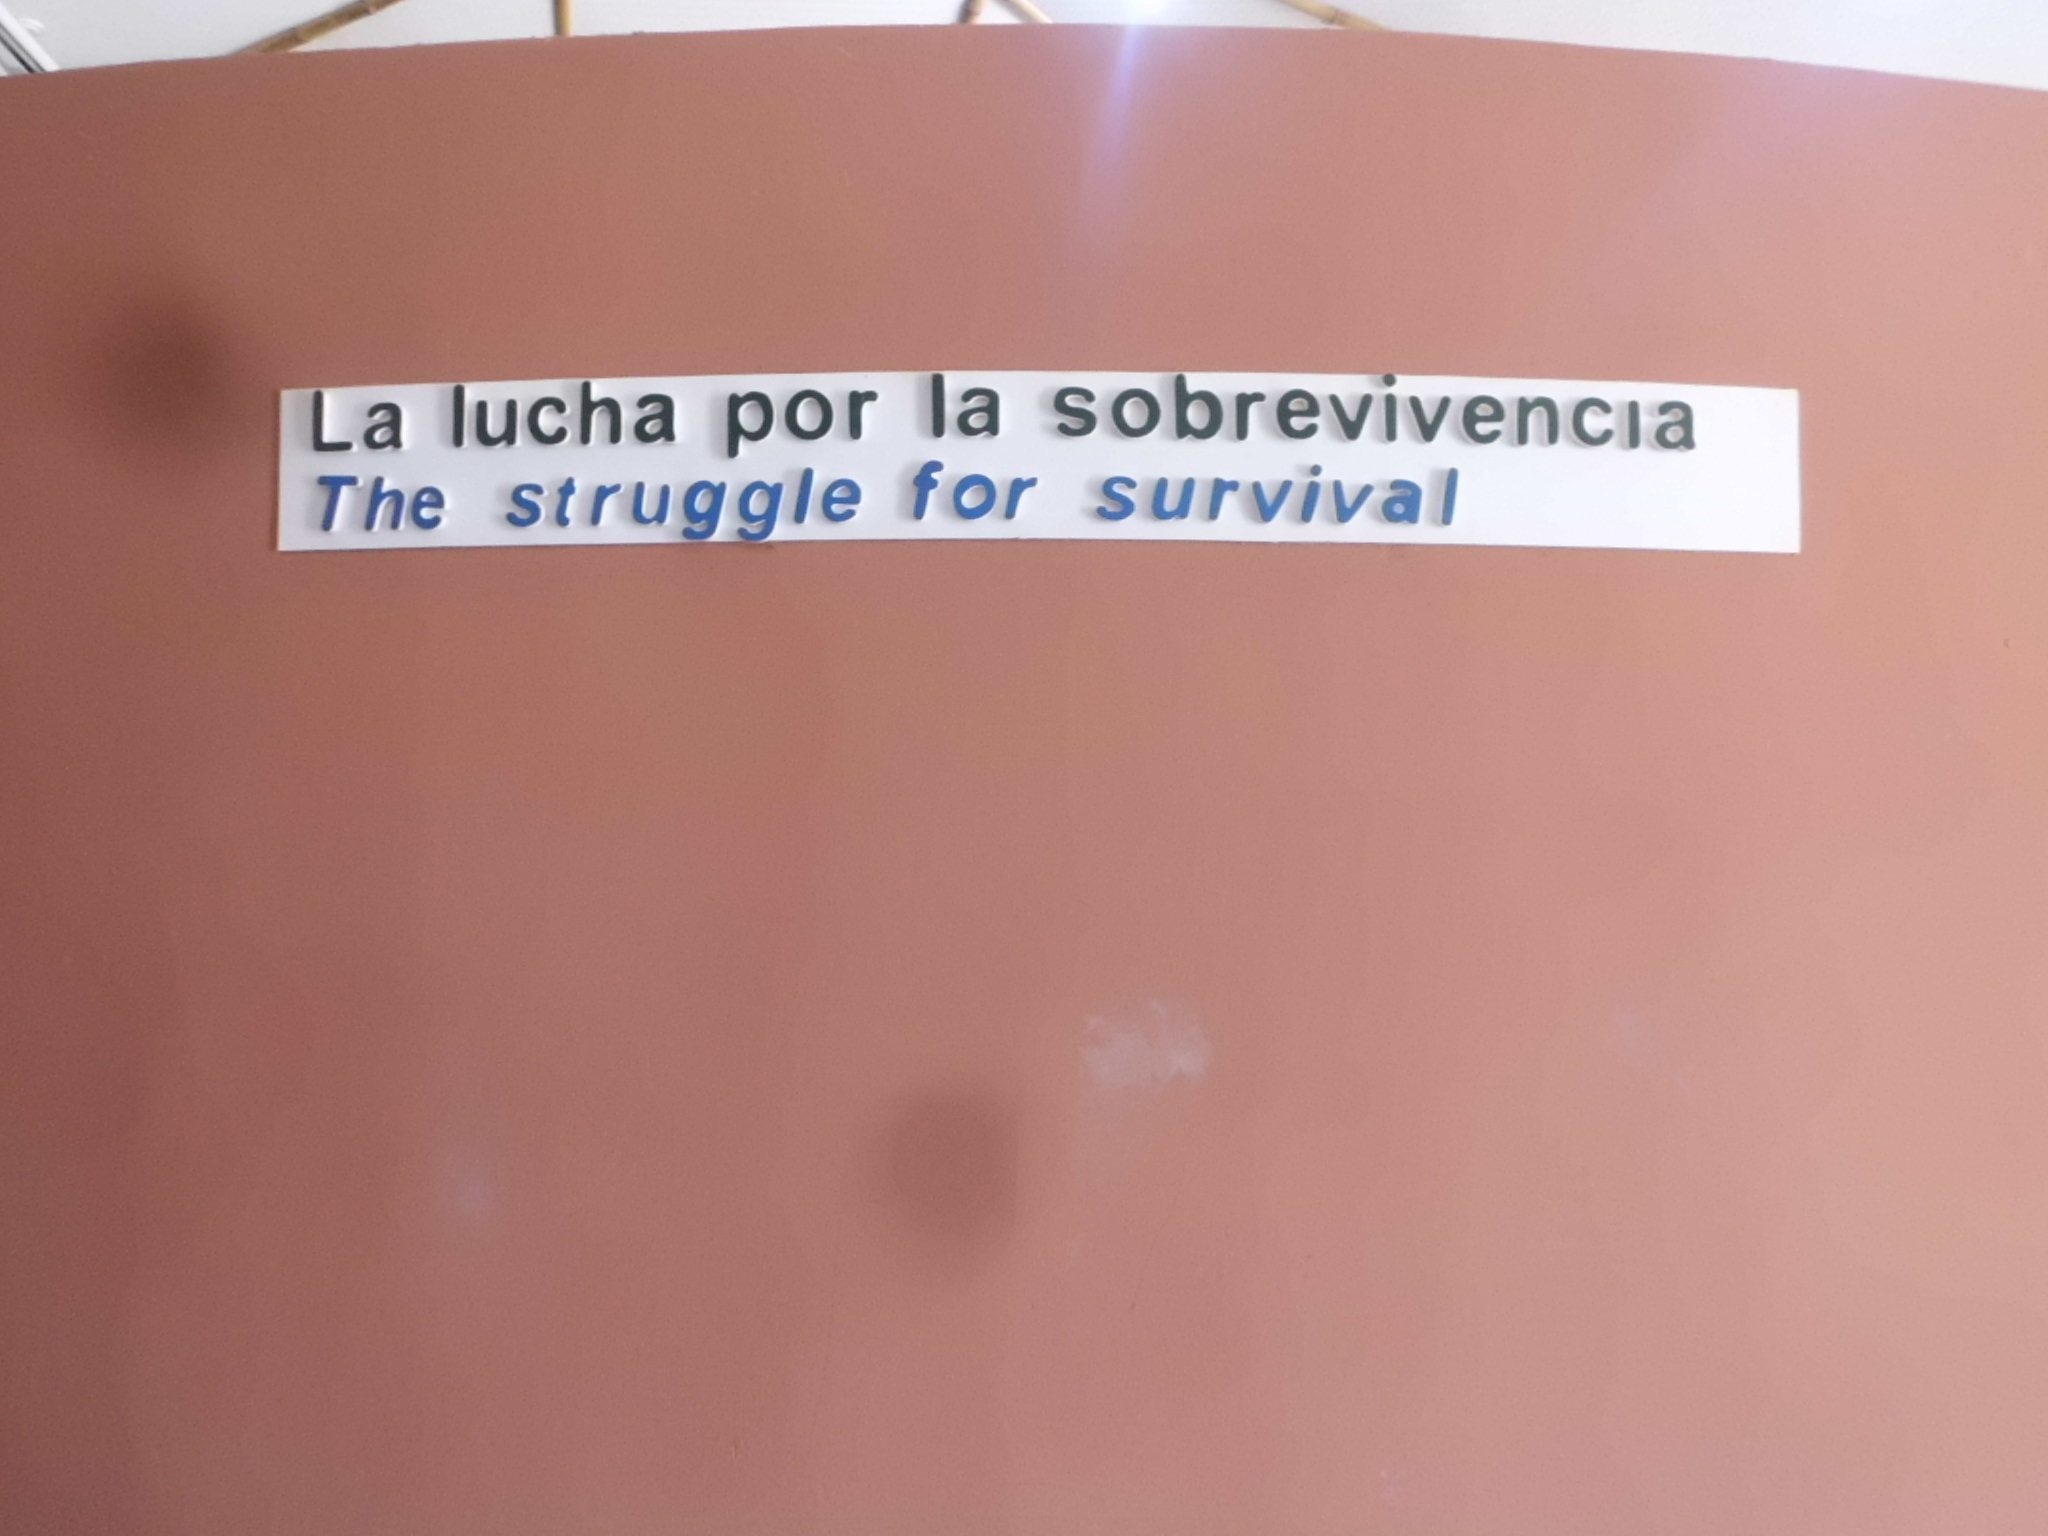 La lucha por la sobrevivencia
The struggle for survival